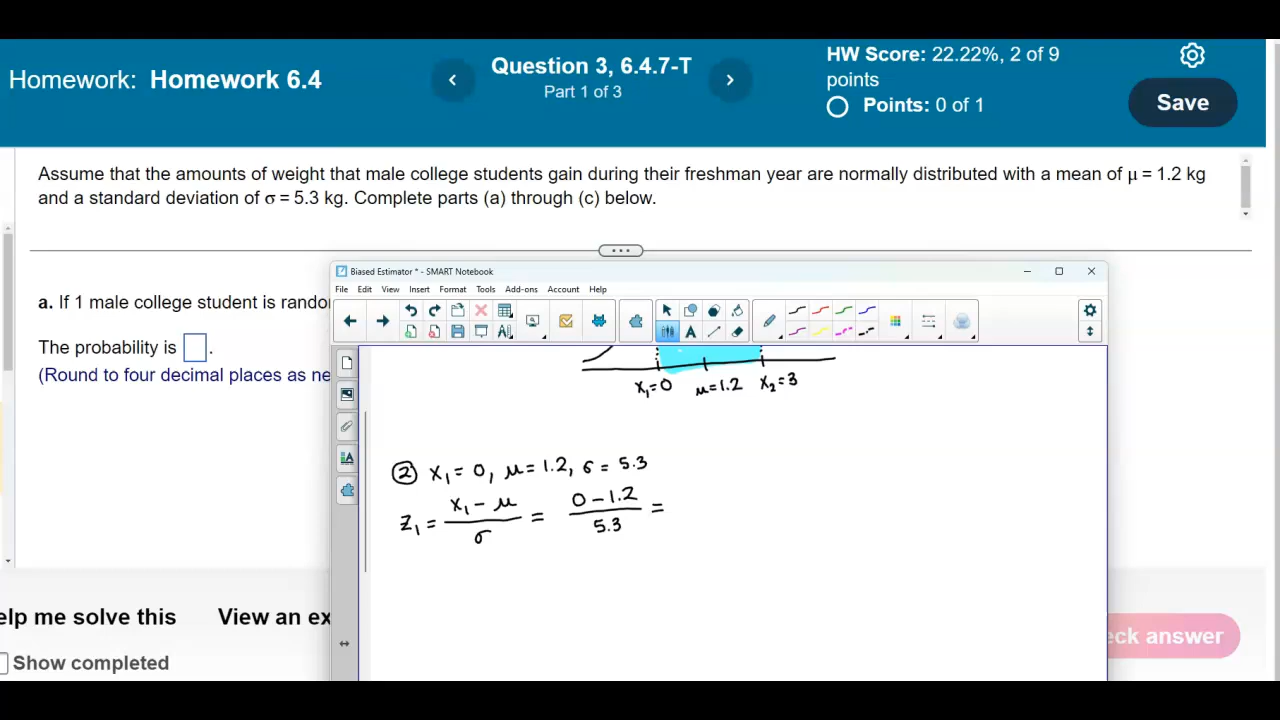 Homework: Homework 6.4
Question 3, 6.4.7-T
Part 1 of 3
HW Score: 22.22%, 2 of 9
points
Points: 0 of 1
Save
Assume that the amounts of weight that male college students gain during their freshman year are normally distributed with a mean of μ = 1.2 kg
and a standard deviation of σ = 5.3 kg. Complete parts (a) through (c) below.
a. If 1 male college student is rando
The probability is .
(Round to four decimal places as ne
Biased Estimator * - SMART Notebook
File Edit View Insert Format Tools Add-ons Account Help
x₁=0 μ=1.2 x₂=3
② x₁ = 0, μ = 1.2, σ = 5.3
z₁ = (x₁ - μ)/σ = (0 - 1.2)/5.3 =
elp me solve this
View an ex
eck answer
Show completed